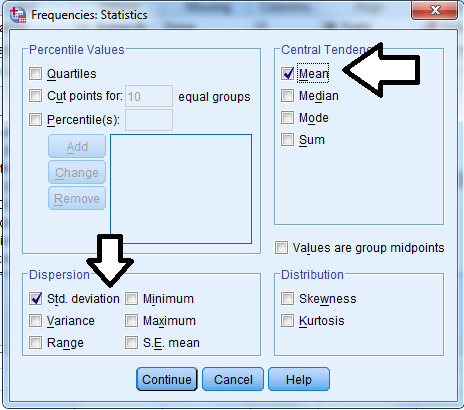 Frequencies: Statistics
Percentile Values
Quartiles
Cut points for: 10 equal groups
Percentile(s):
Add
Change
Remove
Central Tendenc
Mean
Median
Mode
Sum
Values are group midpoints
Dispersion
Std. deviation Minimum
Variance Maximum
Range S.E. mean
Distribution
Skewness
Kurtosis
Continue Cancel Help